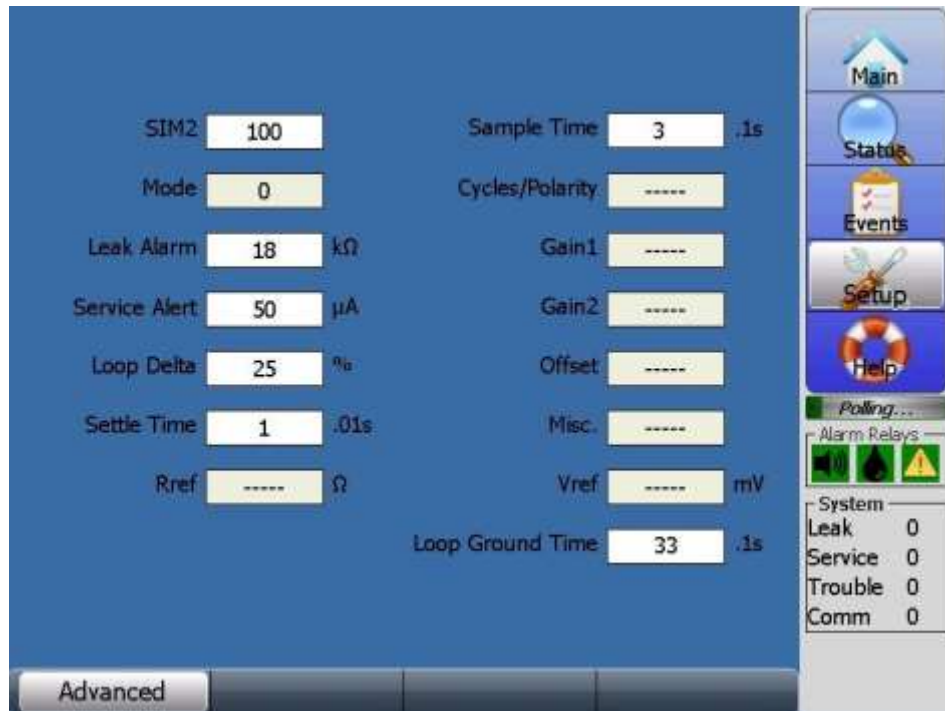 SIM2 100
Mode 0
Leak Alarm 18 kΩ
Service Alert 50 µA
Loop Delta 25 %
Settle Time 1 .01s
Rref ----- Ω
Sample Time 3 .1s
Cycles/Polarity -----
Gain1 -----
Gain2 -----
Offset -----
Misc. -----
Vref ----- mV
Loop Ground Time 33 .1s
Advanced
Main
Status
Events
Setup
Help
Polling...
Alarm Relays
System
Leak 0
Service 0
Trouble 0
Comm 0